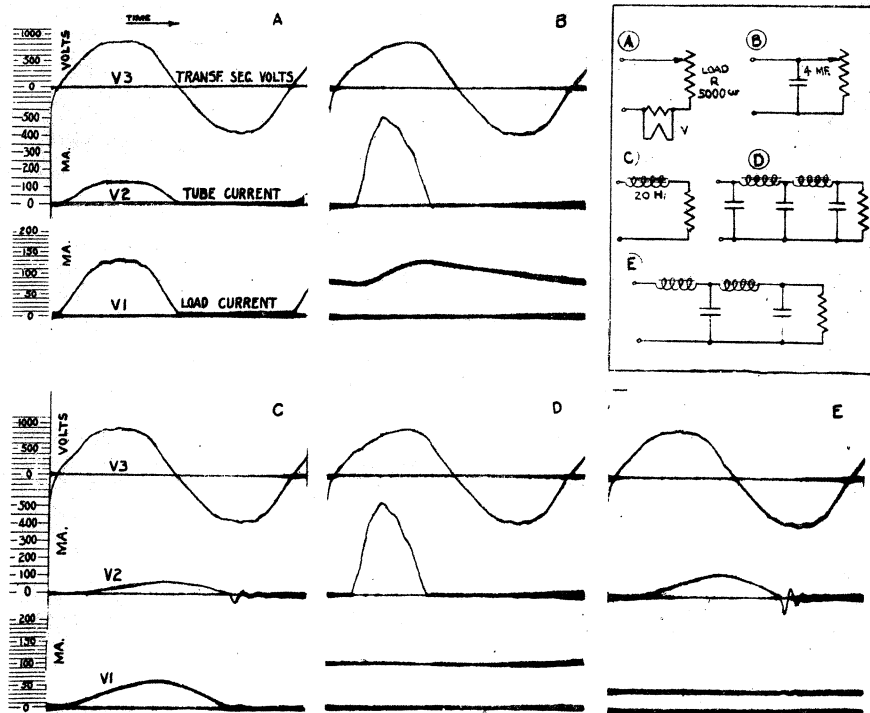 TIME
A
B
VOLTS
1000
500
0
V3
TRANSF. SEC. VOLTS
MA.
500
400
300
200
100
0
V2
TUBE CURRENT
MA.
200
150
100
50
0
V1
LOAD CURRENT
A
LOAD
R
5000 ω
V
B
4 MF.
C
20 Hi
D
E
C
D
E
VOLTS
1000
500
0
V3
MA.
500
400
300
200
100
0
V2
MA.
200
150
100
50
0
V1